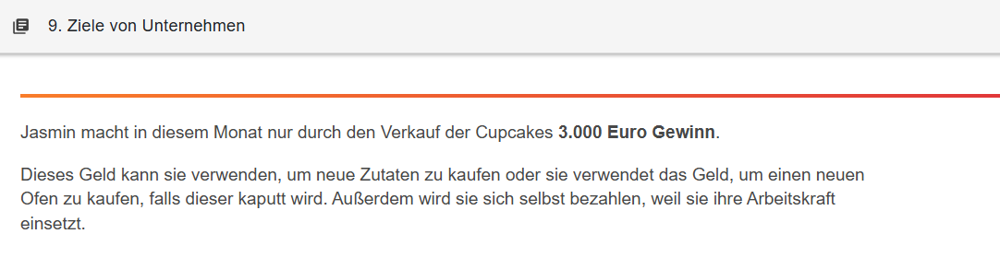 9. Ziele von Unternehmen
Jasmin macht in diesem Monat nur durch den Verkauf der Cupcakes 3.000 Euro Gewinn.
Dieses Geld kann sie verwenden, um neue Zutaten zu kaufen oder sie verwendet das Geld, um einen neuen
Ofen zu kaufen, falls dieser kaputt wird. Außerdem wird sie sich selbst bezahlen, weil sie ihre Arbeitskraft
einsetzt.